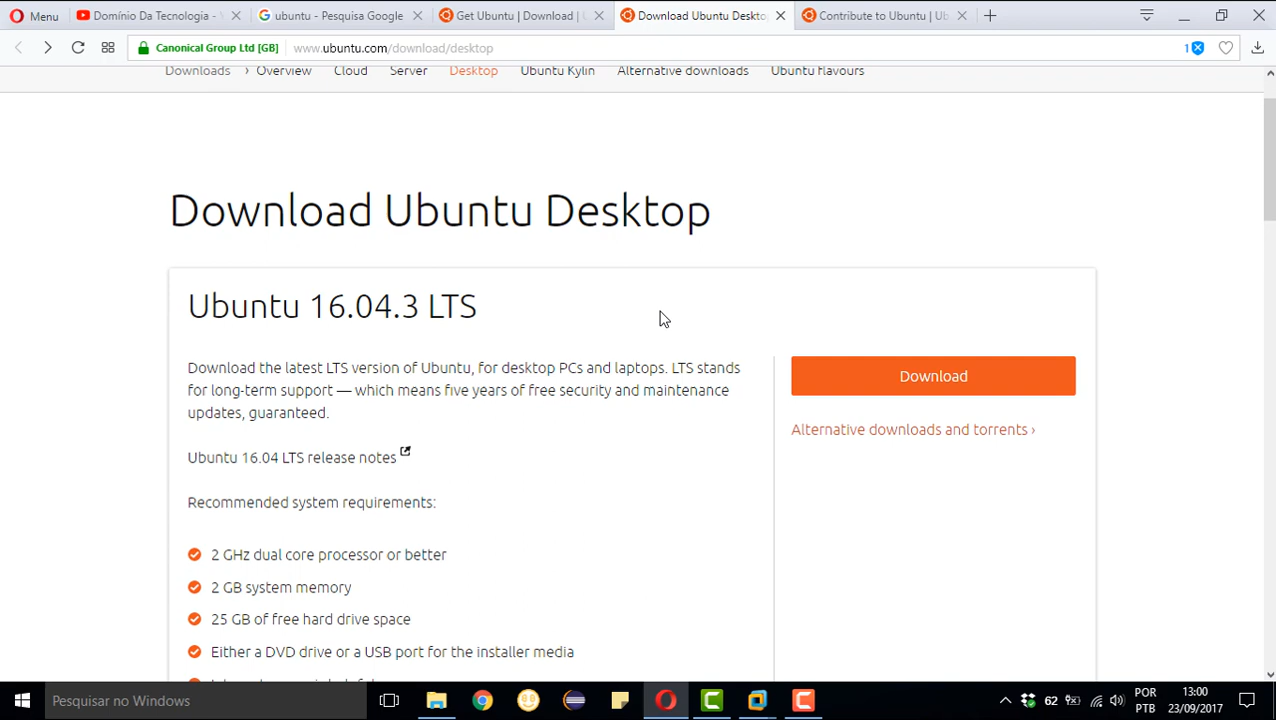 Menu
Domínio Da Tecnologia -
ubuntu - Pesquisa Google
Get Ubuntu | Download |
Download Ubuntu Deskto
Contribute to Ubuntu | Ub
Canonical Group Ltd [GB]
www.ubuntu.com/download/desktop
1
Downloads › Overview Cloud Server Desktop Ubuntu Kylin Alternative downloads Ubuntu flavours
Download Ubuntu Desktop
Ubuntu 16.04.3 LTS
Download the latest LTS version of Ubuntu, for desktop PCs and laptops. LTS stands
for long-term support — which means five years of free security and maintenance
updates, guaranteed.
Download
Alternative downloads and torrents ›
Ubuntu 16.04 LTS release notes
Recommended system requirements:
2 GHz dual core processor or better
2 GB system memory
25 GB of free hard drive space
Either a DVD drive or a USB port for the installer media
Pesquisar no Windows
62
POR
PTB
13:00
23/09/2017